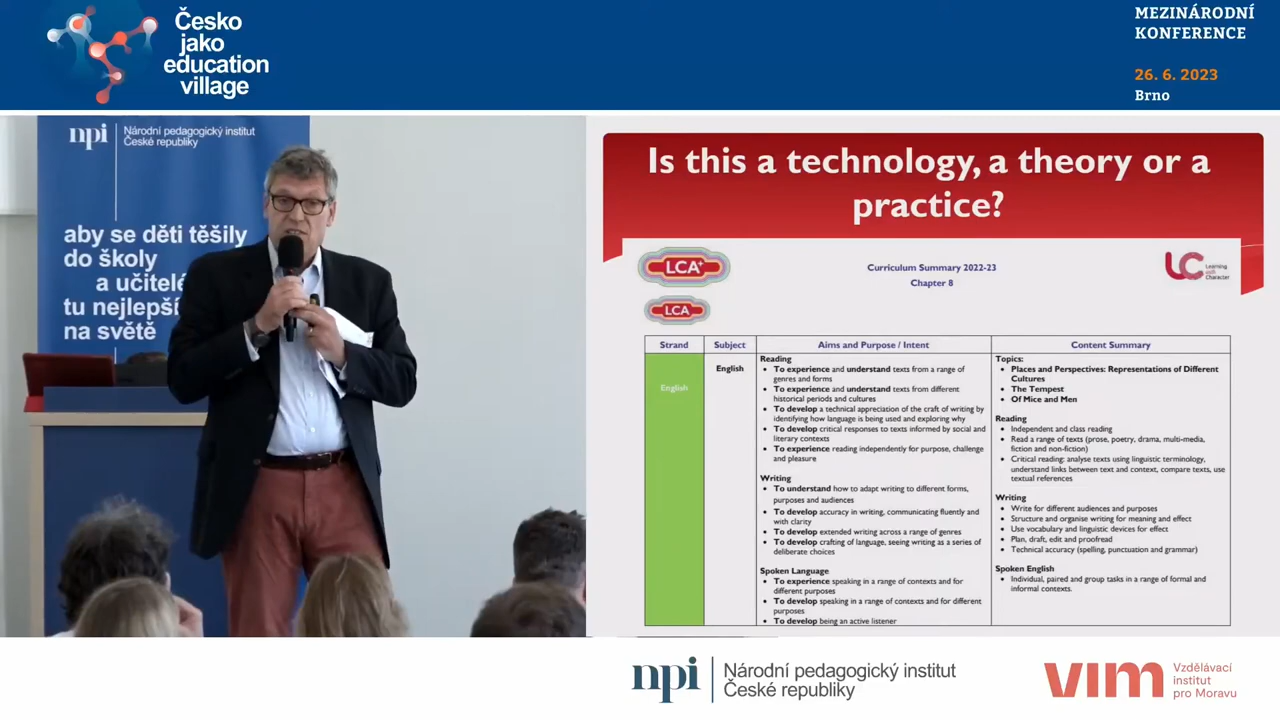 Česko
jako
education
village
MEZINÁRODNÍ
KONFERENCE
26. 6. 2023
Brno
npi
Národní pedagogický institut
České republiky
aby se děti těšily
do školy
a učitelé
tu nejlepší
na světě
Is this a technology, a theory or a
practice?
LCA+
LCA
Curriculum Summary 2022-23
Chapter 8
LC
Learning
with
Character
Strand
Subject
Aims and Purpose / Intent
Content Summary
English
English
Reading
• To experience and understand texts from a range of
genres and forms
• To experience and understand texts from different
historical periods and cultures
• To develop a technical appreciation of the craft of writing by
identifying how language is being used and exploring why
• To develop critical responses to texts informed by social and
literary contexts
• To experience reading independently for purpose, challenge
and pleasure
Writing
• To understand how to adapt writing to different forms,
purposes and audiences
• To develop accuracy in writing, communicating fluently and
with clarity
• To develop extended writing across a range of genres
• To develop crafting of language, seeing writing as a series of
deliberate choices
Spoken Language
• To experience speaking in a range of contexts and for
different purposes
• To develop speaking in a range of contexts and for different
purposes
• To develop being an active listener
Topics:
• Places and Perspectives: Representations of Different
Cultures
• The Tempest
• Of Mice and Men
Reading
• Independent and class reading
• Read a range of texts (prose, poetry, drama, multi-media,
fiction and non-fiction)
• Critical reading: analyse texts using linguistic terminology,
understand links between text and context, compare texts, use
textual references
Writing
• Write for different audiences and purposes
• Structure and organise writing for meaning and effect
• Use vocabulary and linguistic devices for effect
• Plan, draft, edit and proofread
• Technical accuracy (spelling, punctuation and grammar)
Spoken English
• Individual, paired and group tasks in a range of formal and
informal contexts.
npi
Národní pedagogický institut
České republiky
vim
Vzdělávací
institut
pro Moravu